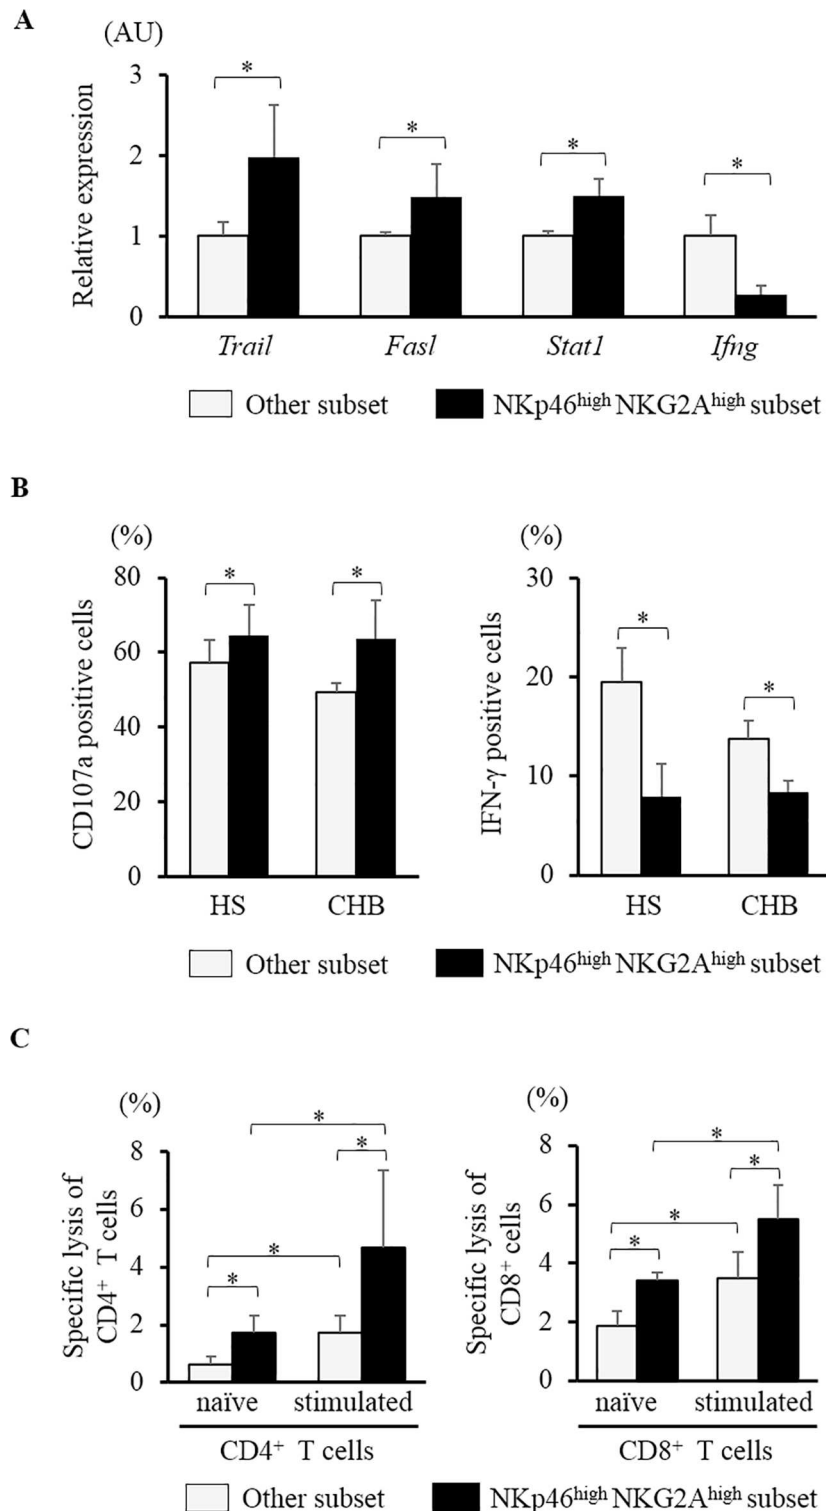 A
(AU)
Relative expression
3
2
1
0
*
*
*
*
Trail Fasl Stat1 Ifng
Other subset NKp46high NKG2Ahigh subset
B
(%)
CD107a positive cells
80
60
40
20
0
*
*
HS CHB
(%)
IFN-γ positive cells
30
20
10
0
*
*
HS CHB
Other subset NKp46high NKG2Ahigh subset
C
(%)
Specific lysis of
CD4+ T cells
8
6
4
2
0
*
*
*
*
naïve stimulated
CD4+ T cells
(%)
Specific lysis of
CD8+ cells
8
6
4
2
0
*
*
*
*
naïve stimulated
CD8+ T cells
Other subset NKp46high NKG2Ahigh subset